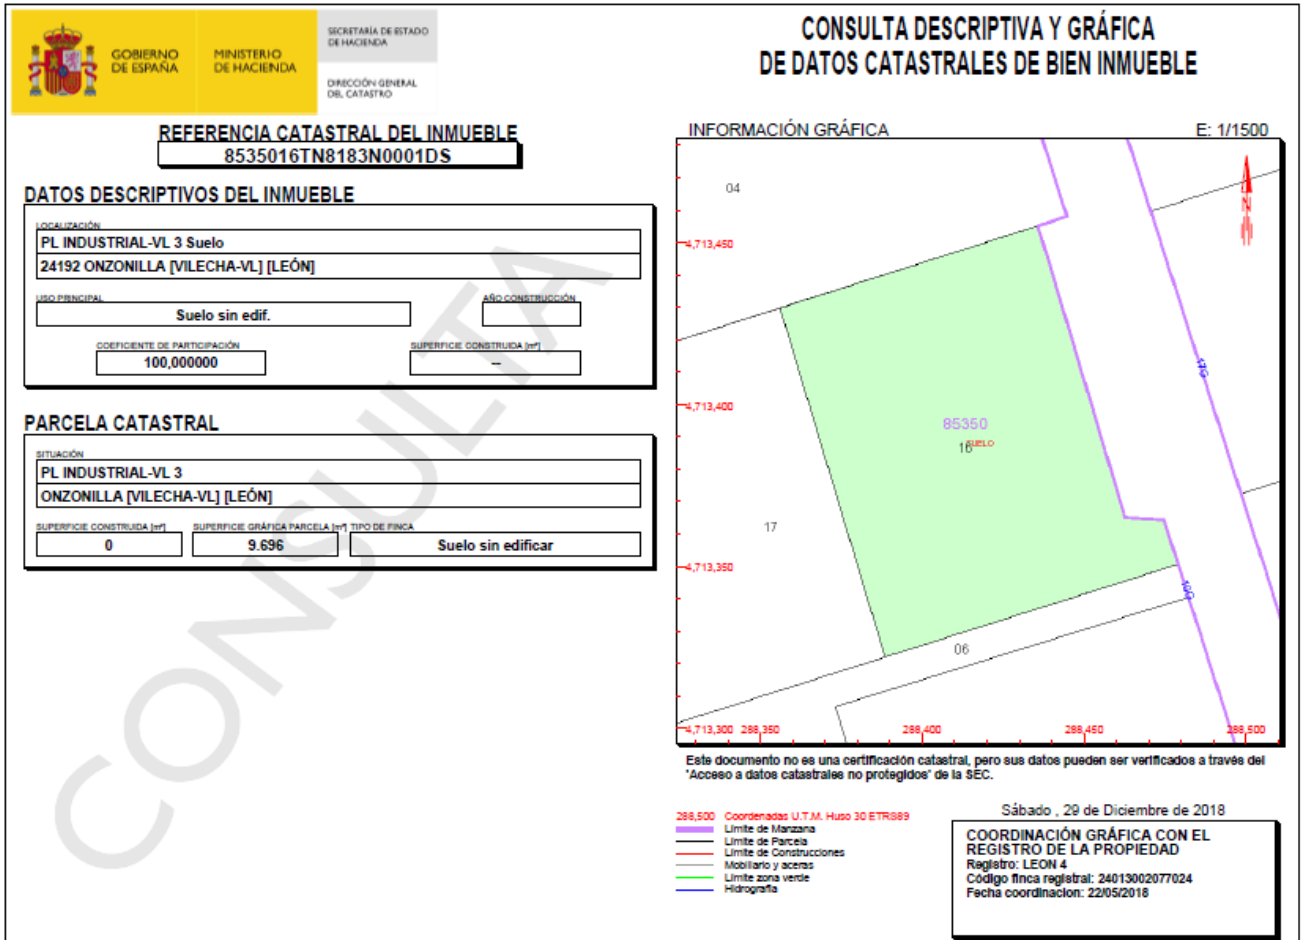 GOBIERNO
DE ESPAÑA
MINISTERIO
DE HACIENDA
SECRETARÍA DE ESTADO
DE HACIENDA
DIRECCIÓN GENERAL
DEL CATASTRO
CONSULTA DESCRIPTIVA Y GRÁFICA
DE DATOS CATASTRALES DE BIEN INMUEBLE
REFERENCIA CATASTRAL DEL INMUEBLE
8535016TN8183N0001DS
DATOS DESCRIPTIVOS DEL INMUEBLE
LOCALIZACIÓN
PL INDUSTRIAL-VL 3 Suelo
24192 ONZONILLA [VILECHA-VL] [LEÓN]
USO PRINCIPAL
Suelo sin edif.
AÑO CONSTRUCCIÓN
COEFICIENTE DE PARTICIPACIÓN
100,000000
SUPERFICIE CONSTRUIDA [m²]
--
PARCELA CATASTRAL
SITUACIÓN
PL INDUSTRIAL-VL 3
ONZONILLA [VILECHA-VL] [LEÓN]
SUPERFICIE CONSTRUIDA [m²]
0
SUPERFICIE GRÁFICA PARCELA [m²]
9.696
TIPO DE FINCA
Suelo sin edificar
CONSULTA
INFORMACIÓN GRÁFICA E: 1/1500
04
N
4,713,450
4,713,400
85350
16
SUELO
17
4,713,350
06
4,713,300 288,350 288,400 288,450 288,500
Este documento no es una certificación catastral, pero sus datos pueden ser verificados a través del
"Acceso a datos catastrales no protegidos" de la SEC.
288,500 Coordenadas U.T.M. Huso 30 ETRS89
Límite de Manzana
Límite de Parcela
Límite de Construcciones
Mobiliario y aceras
Límite zona verde
Hidrografía
Sábado , 29 de Diciembre de 2018
COORDINACIÓN GRÁFICA CON EL
REGISTRO DE LA PROPIEDAD
Registro: LEON 4
Código finca registral: 24013002077024
Fecha coordinacion: 22/05/2018